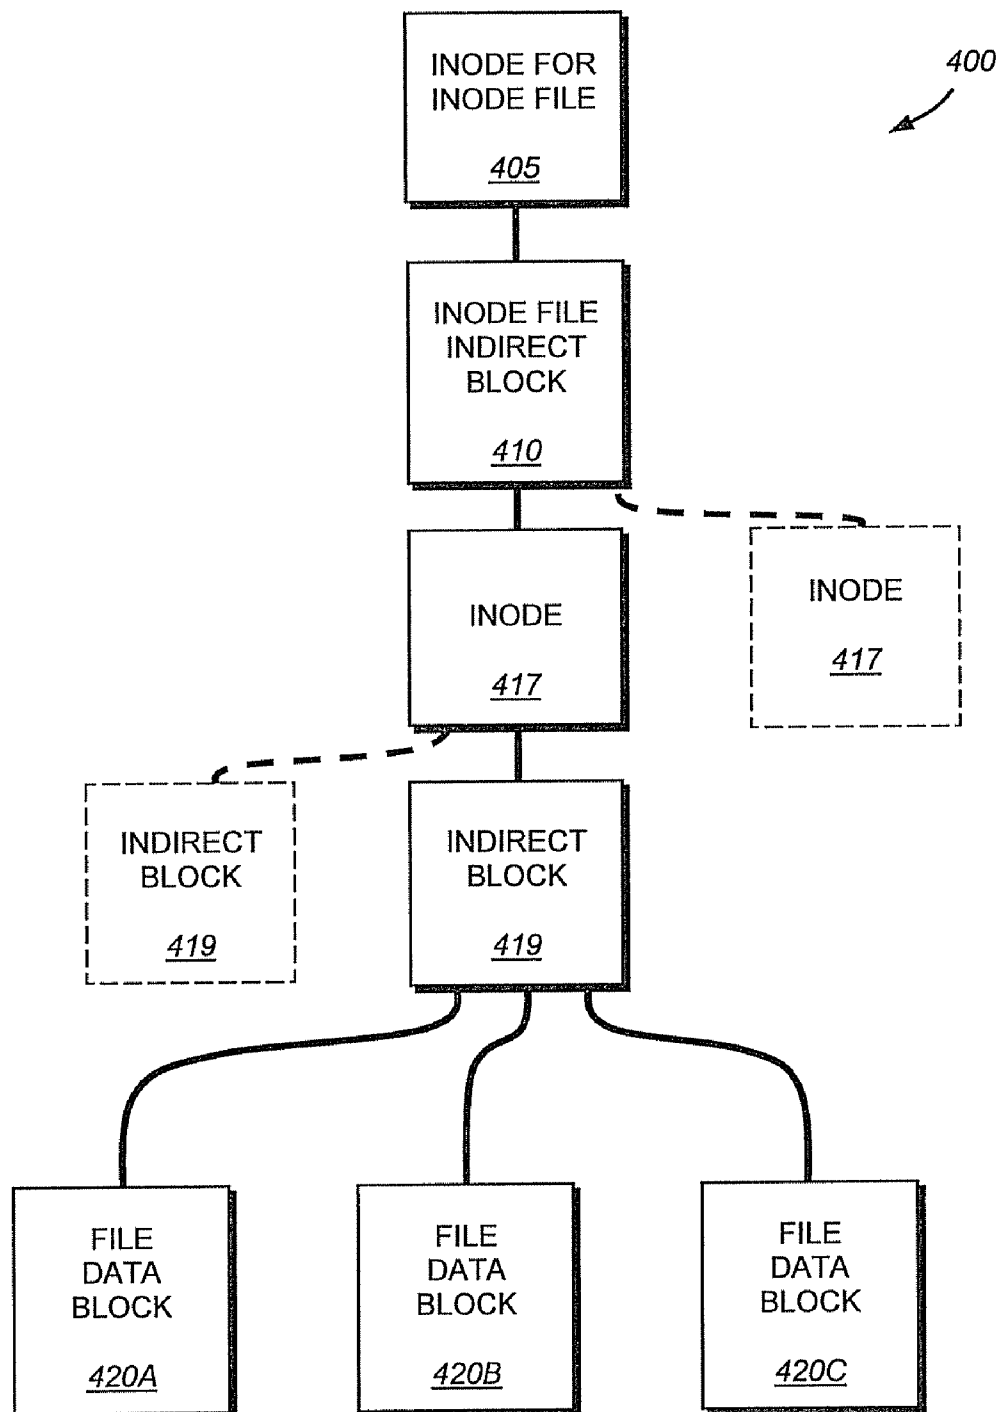 400
INODE FOR
INODE FILE
405
INODE FILE
INDIRECT
BLOCK
410
INODE
417
INODE
417
INDIRECT
BLOCK
419
INDIRECT
BLOCK
419
FILE
DATA
BLOCK
420A
FILE
DATA
BLOCK
420B
FILE
DATA
BLOCK
420C